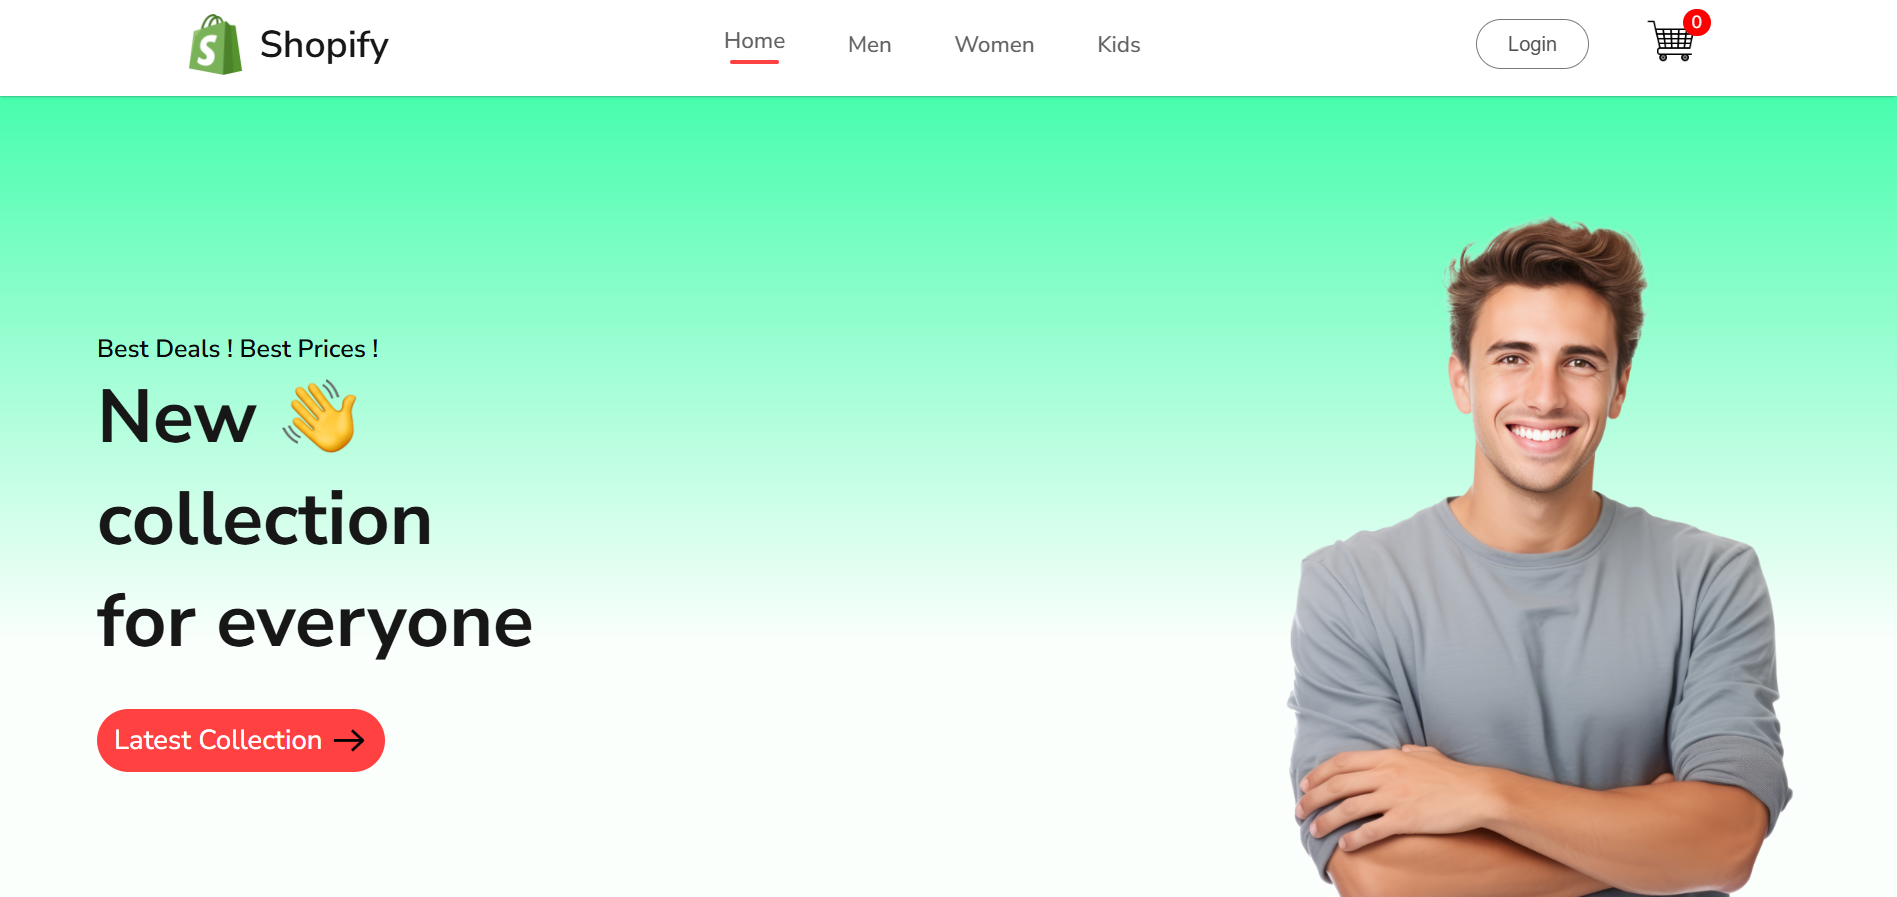 Shopify
Home Men Women Kids
Login
0
Best Deals ! Best Prices !
New 👋
collection
for everyone
Latest Collection →